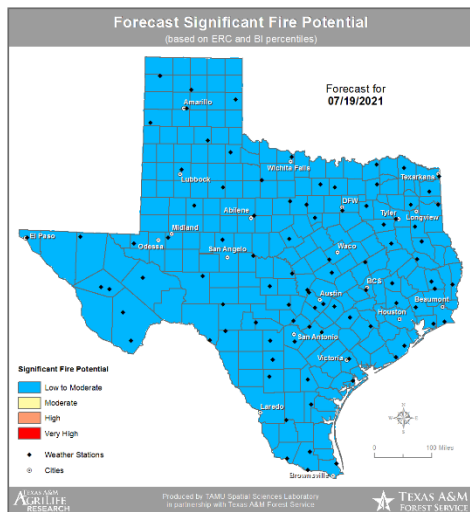 Forecast Significant Fire Potential
(based on ERC and BI percentiles)
Forecast for
07/19/2021
Amarillo
Lubbock
Wichita Falls
Texarkana
DFW
Abilene
Tyler
Longview
Midland
El Paso
Odessa
San Angelo
Waco
BCS
Austin
Beaumont
Houston
San Antonio
Victoria
Laredo
Brownsville
Significant Fire Potential
Low to Moderate
Moderate
High
Very High
Weather Stations
Cities
N
W E
S
0 100 Miles
TEXAS A&M
AGRILIFE
RESEARCH
Produced by TAMU Spatial Sciences Laboratory
in partnership with Texas A&M Forest Service
TEXAS A&M
FOREST SERVICE